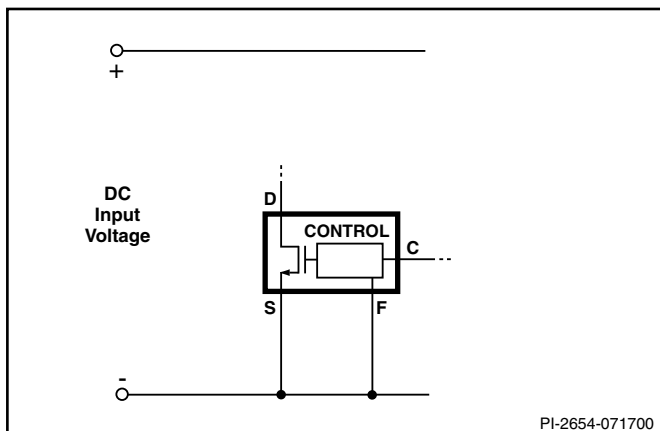 +
DC
Input
Voltage
D
CONTROL
C
S
F
-
PI-2654-071700